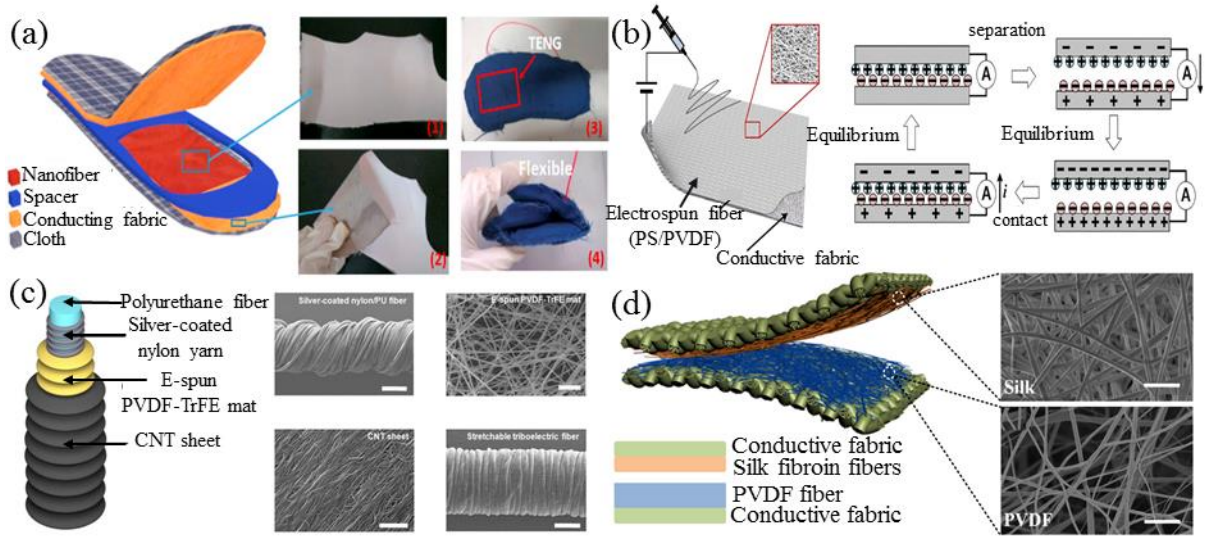 (a)
Nanofiber
Spacer
Conducting fabric
Cloth
(1)
(2)
TENG
(3)
Flexible
(4)
(b)
Electrospun fiber
(PS/PVDF)
Conductive fabric
separation
A
- - - - -
A
+ + + + +
Equilibrium
Equilibrium
- - - - -
A
+ + + + +
i
contact
- - - - - - - - -
A
+ + + + + + + + +
(c)
Polyurethane fiber
Silver-coated
nylon yarn
E-spun
PVDF-TrFE mat
CNT sheet
Silver-coated nylon/PU fiber
E-spun PVDF-TrFE mat
CNT sheet
Stretchable triboelectric fiber
(d)
Conductive fabric
Silk fibroin fibers
PVDF fiber
Conductive fabric
Silk
PVDF